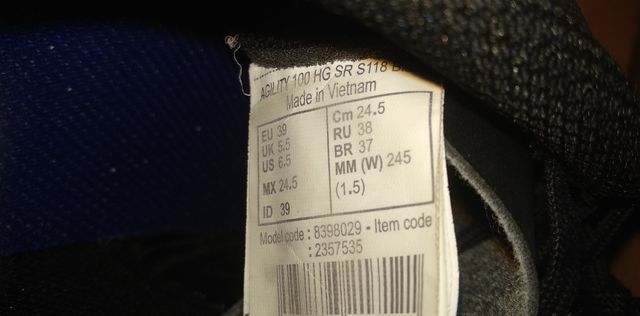 AGILITY 100 HG SR S118
Made in Vietnam
EU 39
UK 5.5
US 6.5
MX 24.5
ID 39
Cm 24.5
RU 38
BR 37
MM (W) 245
(1.5)
Model code : 8398029 - Item code
: 2357535